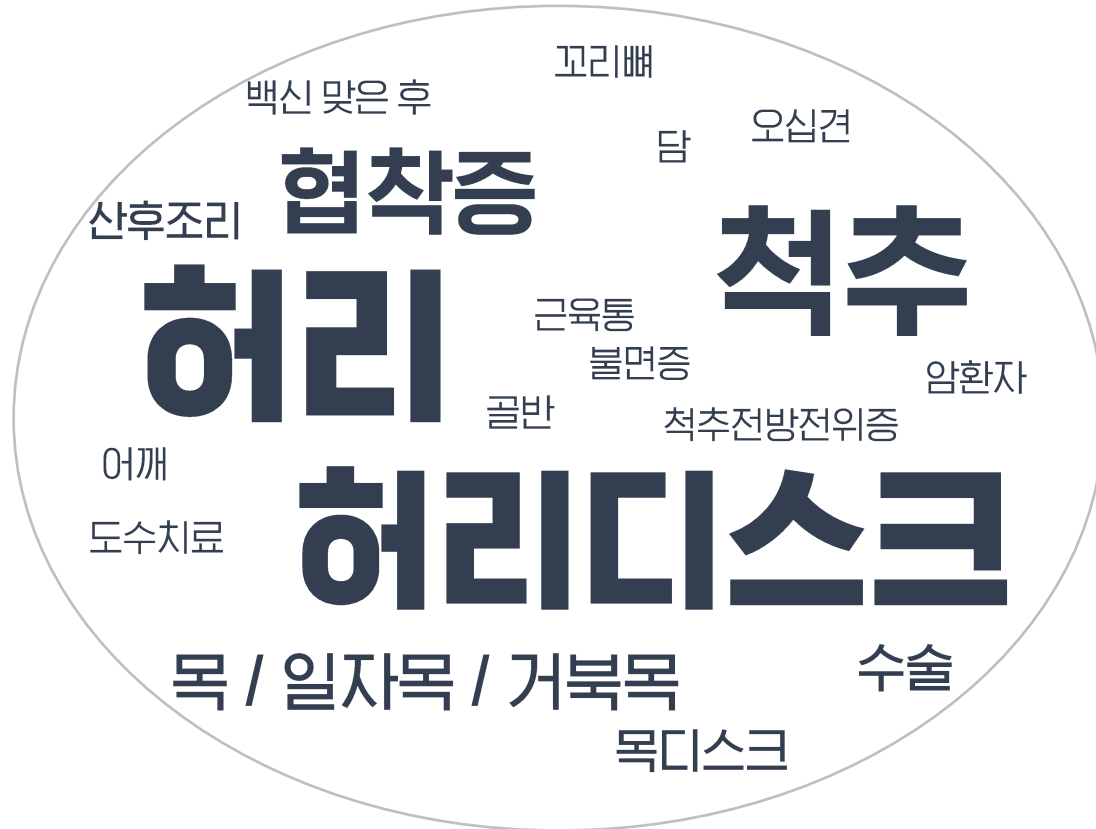 꼬리뼈
백신 맞은 후
오십견
담
협착증
산후조리
척추
허리
근육통
불면증
암환자
골반
척추전방전위증
어깨
허리디스크
도수치료
목 / 일자목 / 거북목
수술
목디스크